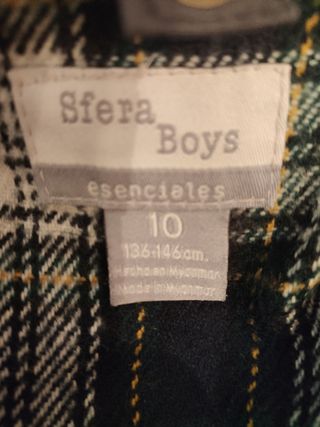 Sfera
Boys
esenciales
10
136-146cm.
Hecho en Myanmar
Made in Myanmar